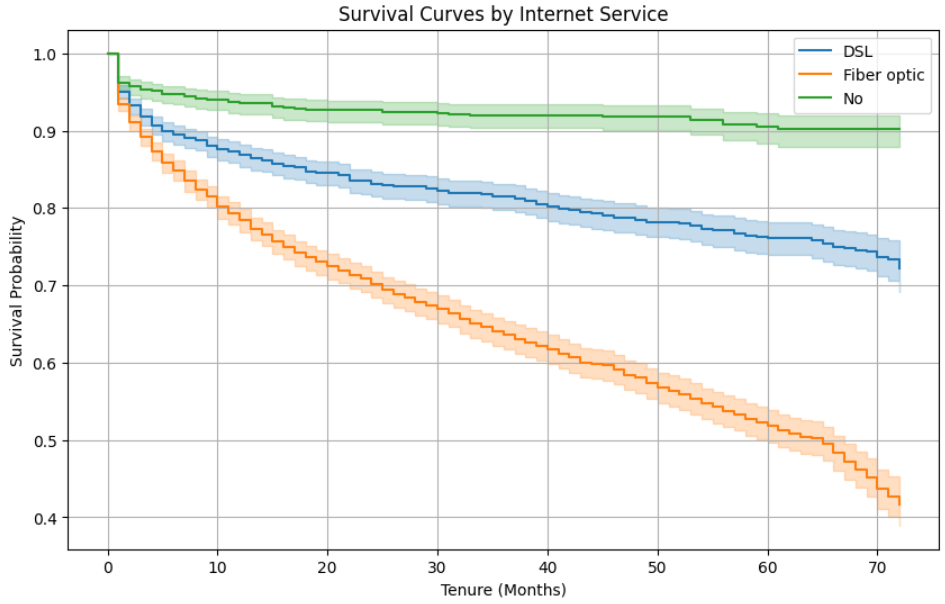 Survival Curves by Internet Service
DSL
Fiber optic
No
Survival Probability
1.0
0.9
0.8
0.7
0.6
0.5
0.4
0 10 20 30 40 50 60 70
Tenure (Months)